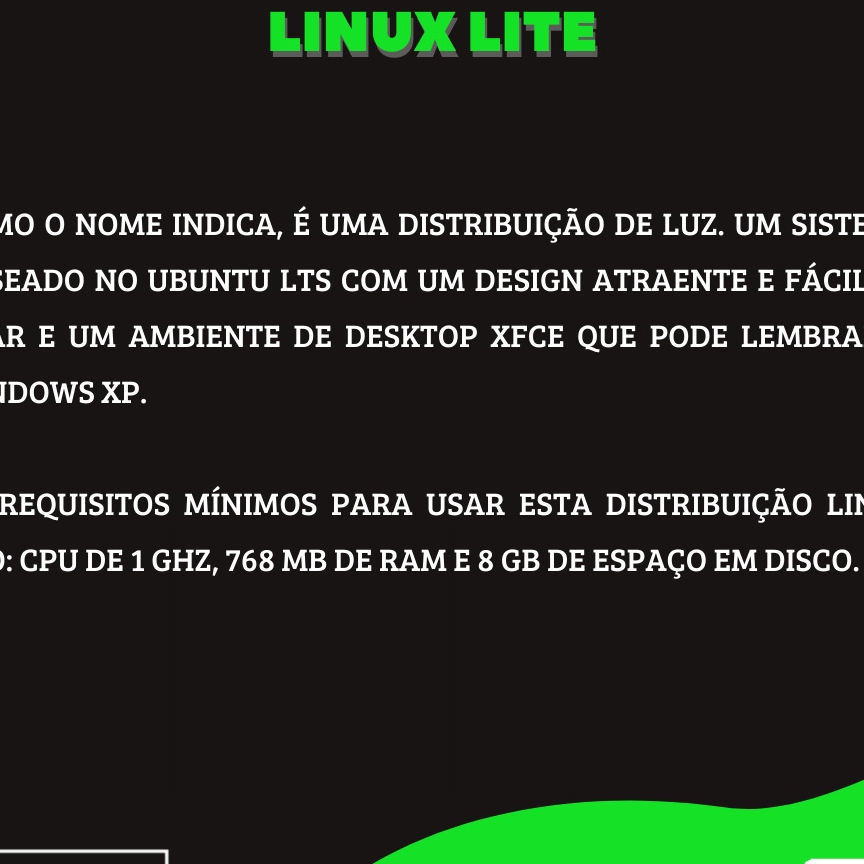 LINUX LITE
MO O NOME INDICA, É UMA DISTRIBUIÇÃO DE LUZ. UM SISTE
SEADO NO UBUNTU LTS COM UM DESIGN ATRAENTE E FÁCIL
AR E UM AMBIENTE DE DESKTOP XFCE QUE PODE LEMBRA
NDOWS XP.
REQUISITOS MÍNIMOS PARA USAR ESTA DISTRIBUIÇÃO LIN
O: CPU DE 1 GHZ, 768 MB DE RAM E 8 GB DE ESPAÇO EM DISCO.